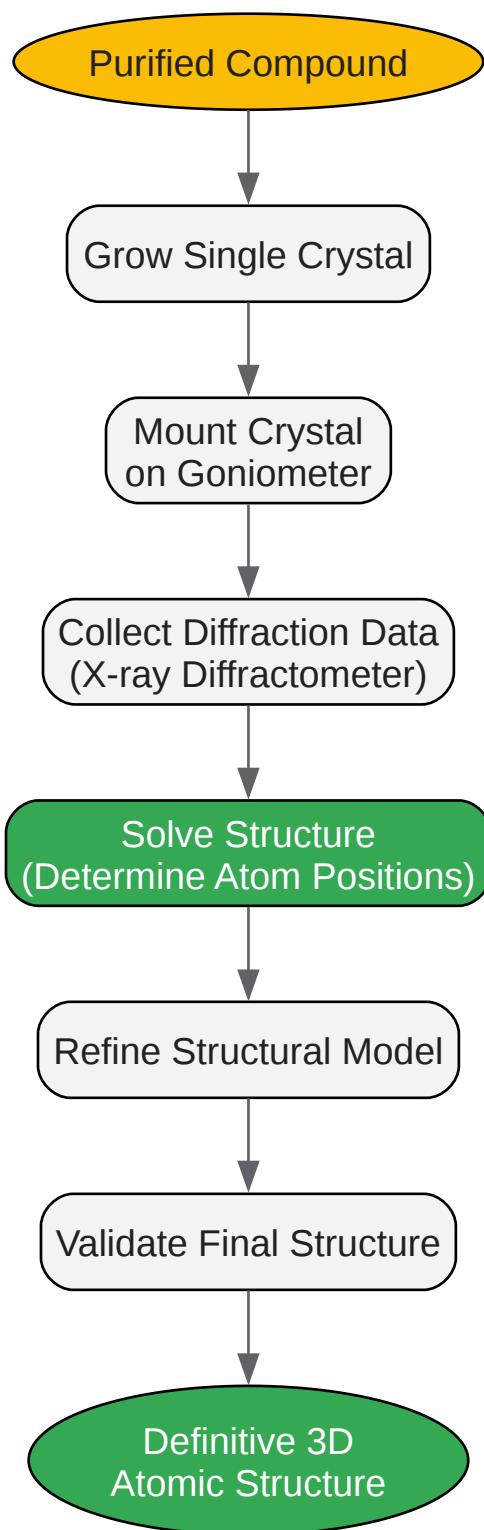 Purified Compound
Grow Single Crystal
Mount Crystal
on Goniometer
Collect Diffraction Data
(X-ray Diffractometer)
Solve Structure
(Determine Atom Positions)
Refine Structural Model
Validate Final Structure
Definitive 3D
Atomic Structure